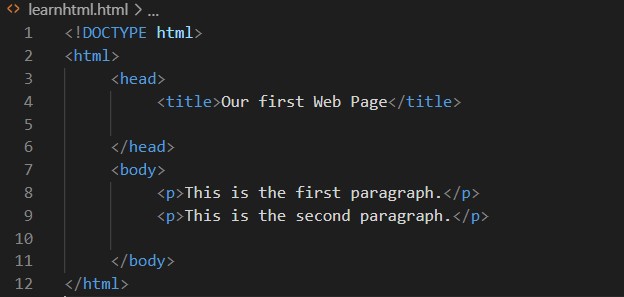 <> learnhtml.html > ...
1 <!DOCTYPE html>
2 <html>
3 <head>
4 <title>Our first Web Page</title>
5
6 </head>
7 <body>
8 <p>This is the first paragraph.</p>
9 <p>This is the second paragraph.</p>
10
11 </body>
12 </html>